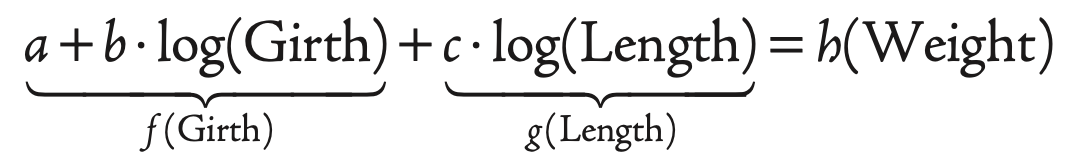 a + b · log(Girth) + c · log(Length) = h(Weight)
f(Girth) g(Length)